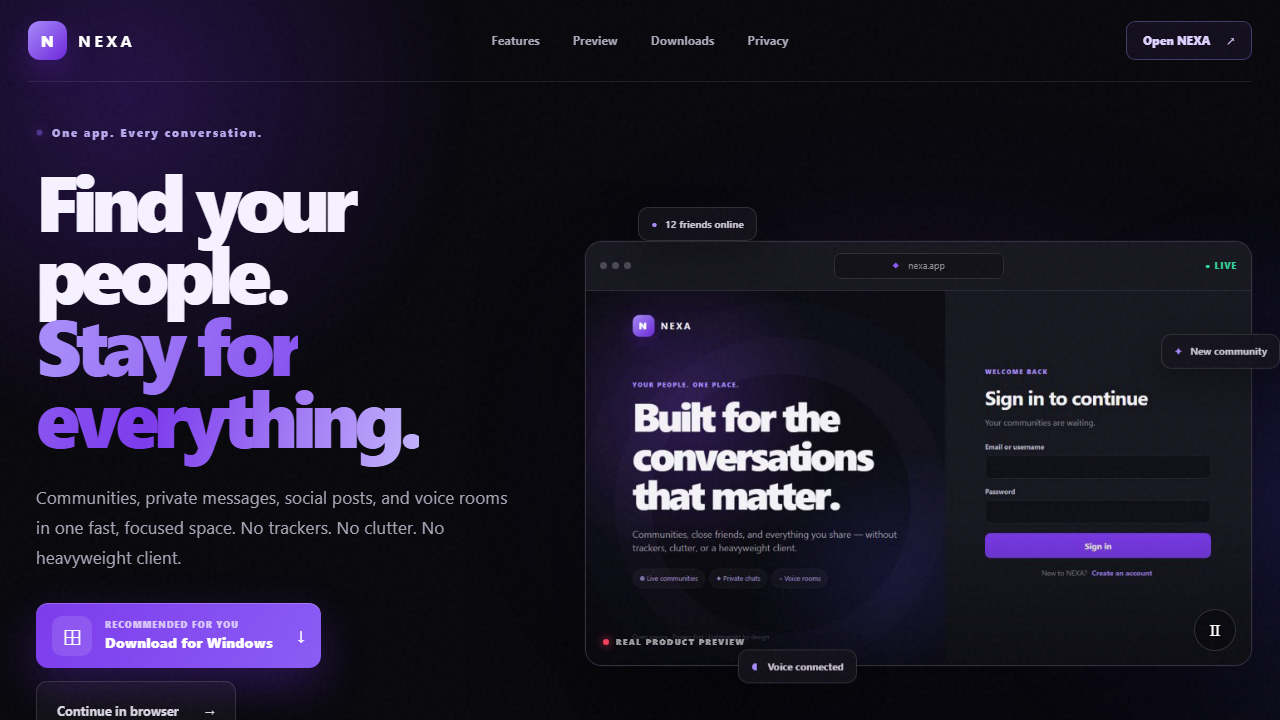 N NEXA
Features
Preview
Downloads
Privacy
Open NEXA ↗
One app. Every conversation.
Find your
people.
Stay for
everything.
Communities, private messages, social posts, and voice rooms
in one fast, focused space. No trackers. No clutter. No
heavyweight client.
RECOMMENDED FOR YOU
Download for Windows ↓
Continue in browser →
12 friends online
nexa.app
LIVE
N NEXA
YOUR PEOPLE. ONE PLACE.
Built for the
conversations
that matter.
Communities, close friends, and everything you share — without
trackers, clutter, or a heavyweight client.
Live communities
Private chats
Voice rooms
REAL PRODUCT PREVIEW
Voice connected
New community
WELCOME BACK
Sign in to continue
Your communities are waiting.
Email or username
Password
Sign in
New to NEXA? Create an account